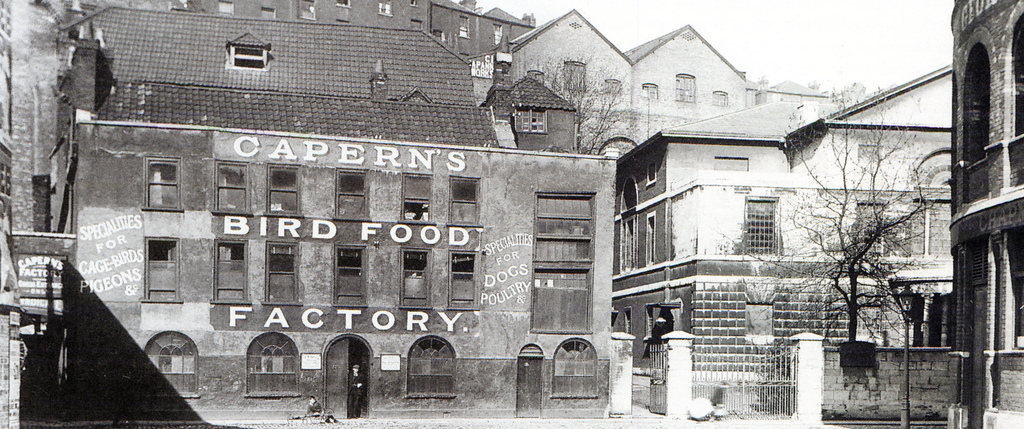 CAPERN'S
BIRD FOOD
FACTORY.
SPECIALITIES
FOR
CAGE-BIRDS
PIGEONS
&
SPECIALITIES
FOR
DOGS
POULTRY
&
CAPERN'S
FACTORY